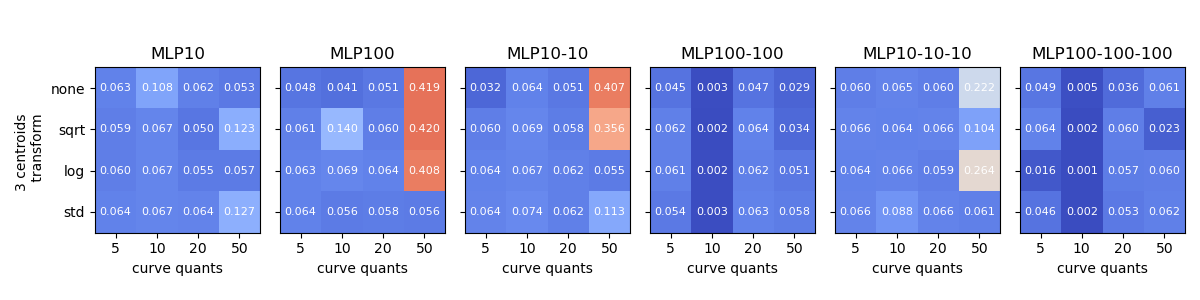 MLP10 MLP100 MLP10-10 MLP100-100 MLP10-10-10 MLP100-100-100
3 centroids
transform
none 0.063 0.108 0.062 0.053 0.048 0.041 0.051 0.419 0.032 0.064 0.051 0.407 0.045 0.003 0.047 0.029 0.060 0.065 0.060 0.222 0.049 0.005 0.036 0.061
sqrt 0.059 0.067 0.050 0.123 0.061 0.140 0.060 0.420 0.060 0.069 0.058 0.356 0.062 0.002 0.064 0.034 0.066 0.064 0.066 0.104 0.064 0.002 0.060 0.023
log 0.060 0.067 0.055 0.057 0.063 0.069 0.064 0.408 0.064 0.067 0.062 0.055 0.061 0.002 0.062 0.051 0.064 0.066 0.059 0.264 0.016 0.001 0.057 0.060
std 0.064 0.067 0.064 0.127 0.064 0.056 0.058 0.056 0.064 0.074 0.062 0.113 0.054 0.003 0.063 0.058 0.066 0.088 0.066 0.061 0.046 0.002 0.053 0.062
5 10 20 50 5 10 20 50 5 10 20 50 5 10 20 50 5 10 20 50 5 10 20 50
curve quants curve quants curve quants curve quants curve quants curve quants